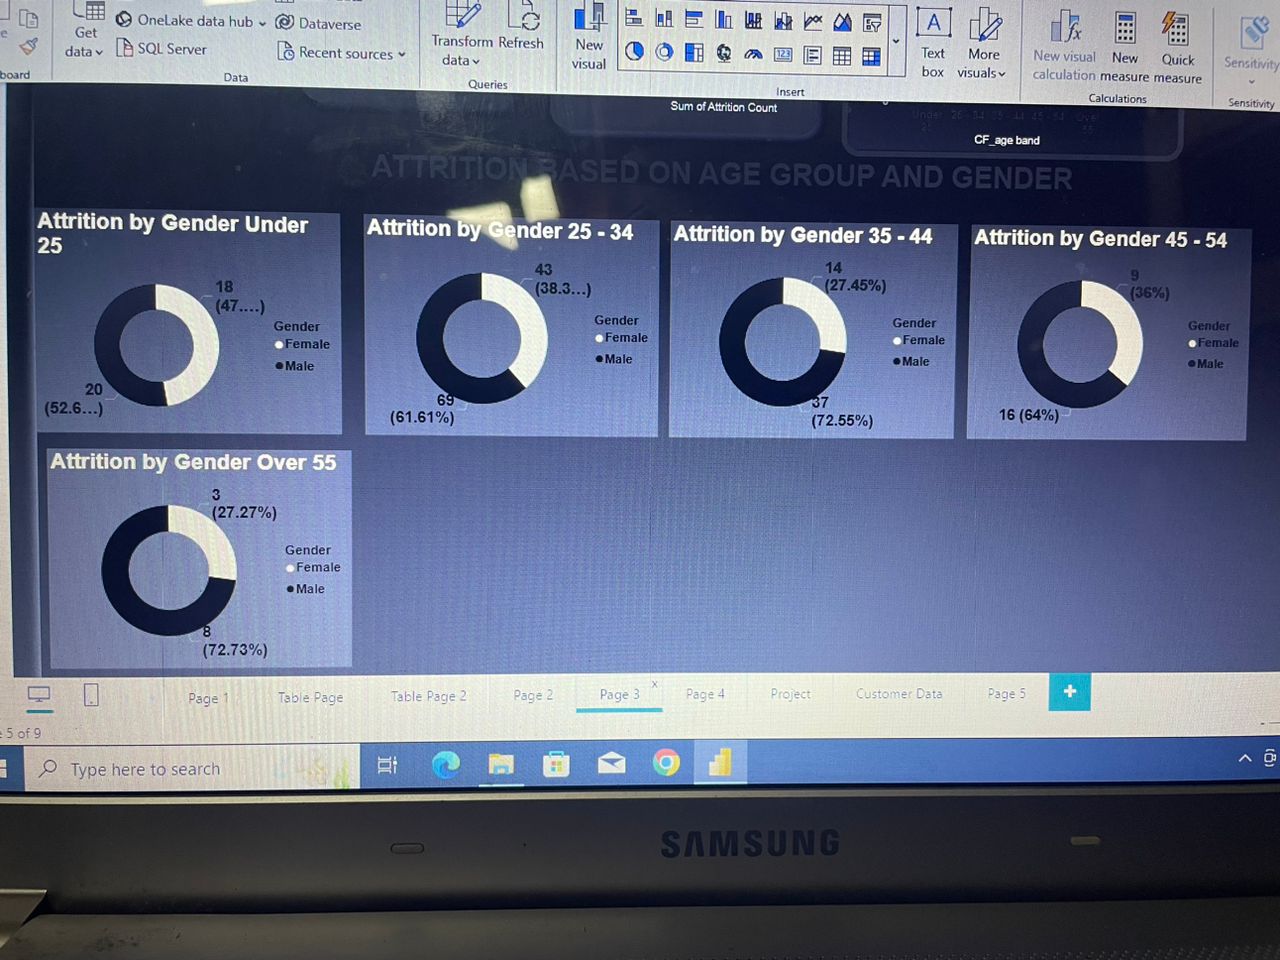 Get
data
OneLake data hub
SQL Server
Dataverse
Recent sources
Data
Transform
data
Refresh
Queries
New
visual
123
Insert
A
Text
box
More
visuals
New visual
calculation
New
measure
Quick
measure
Calculations
Sensitivity
Sensitivity
board
Sum of Attrition Count
CF_age band
ATTRITION BASED ON AGE GROUP AND GENDER
Attrition by Gender Under
25
18
(47....)
20
(52.6...)
Gender
Female
Male
Attrition by Gender 25 - 34
43
(38.3...)
69
(61.61%)
Gender
Female
Male
Attrition by Gender 35 - 44
14
(27.45%)
37
(72.55%)
Gender
Female
Male
Attrition by Gender 45 - 54
9
(36%)
16 (64%)
Gender
Female
Male
Attrition by Gender Over 55
3
(27.27%)
8
(72.73%)
Gender
Female
Male
Page 1
Table Page
Table Page 2
Page 2
Page 3
x
Page 4
Project
Customer Data
Page 5
+
5 of 9
Type here to search
SAMSUNG